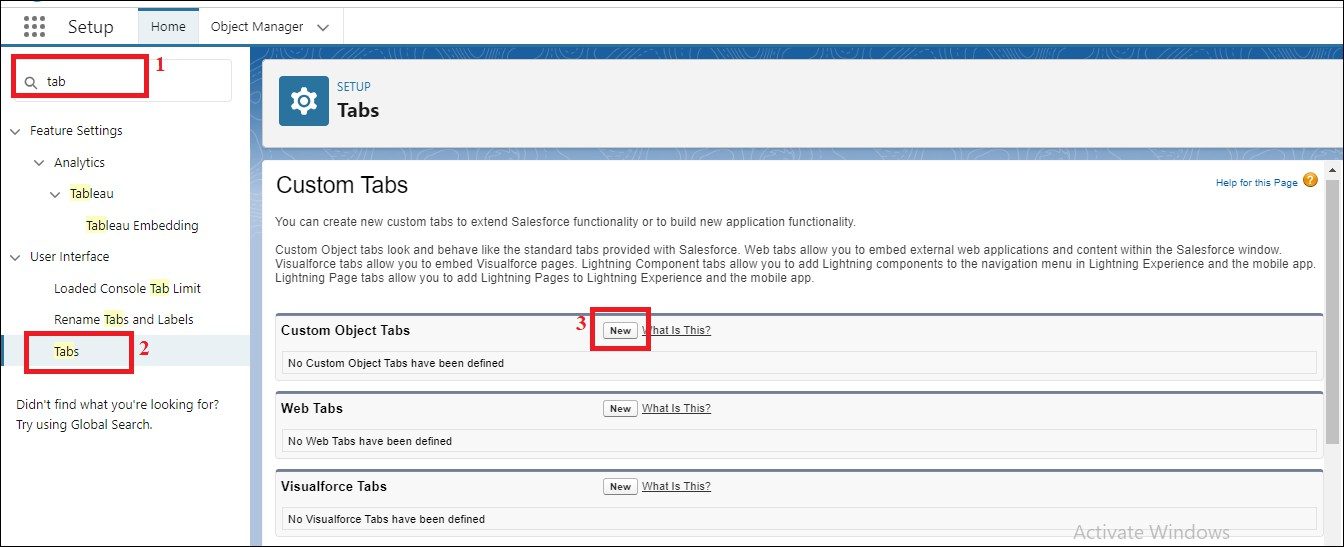 Setup
Home
Object Manager
tab
1
Feature Settings
Analytics
Tableau
Tableau Embedding
User Interface
Loaded Console Tab Limit
Rename Tabs and Labels
Tabs
2
Didn't find what you're looking for?
Try using Global Search.
SETUP
Tabs
Custom Tabs
Help for this Page
?
You can create new custom tabs to extend Salesforce functionality or to build new application functionality.
Custom Object tabs look and behave like the standard tabs provided with Salesforce. Web tabs allow you to embed external web applications and content within the Salesforce window.
Visualforce tabs allow you to embed Visualforce pages. Lightning Component tabs allow you to add Lightning components to the navigation menu in Lightning Experience and the mobile app.
Lightning Page tabs allow you to add Lightning Pages to Lightning Experience and the mobile app.
3
Custom Object Tabs New What Is This?
No Custom Object Tabs have been defined
Web Tabs New What Is This?
No Web Tabs have been defined
Visualforce Tabs New What Is This?
No Visualforce Tabs have been defined
Activate Windows